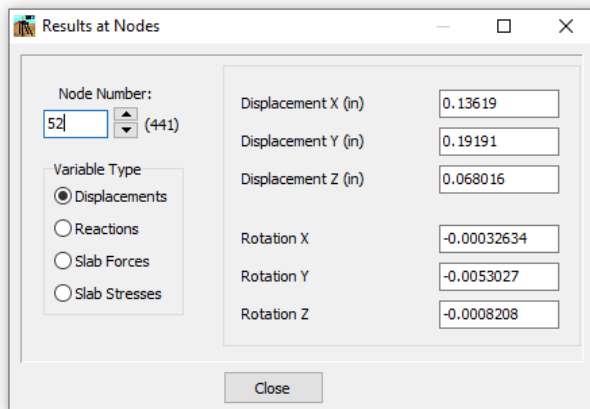 Results at Nodes
Node Number:
52 (441)
Variable Type
Displacements
Reactions
Slab Forces
Slab Stresses
Displacement X (in) 0.13619
Displacement Y (in) 0.19191
Displacement Z (in) 0.068016
Rotation X -0.00032634
Rotation Y -0.0053027
Rotation Z -0.0008208
Close